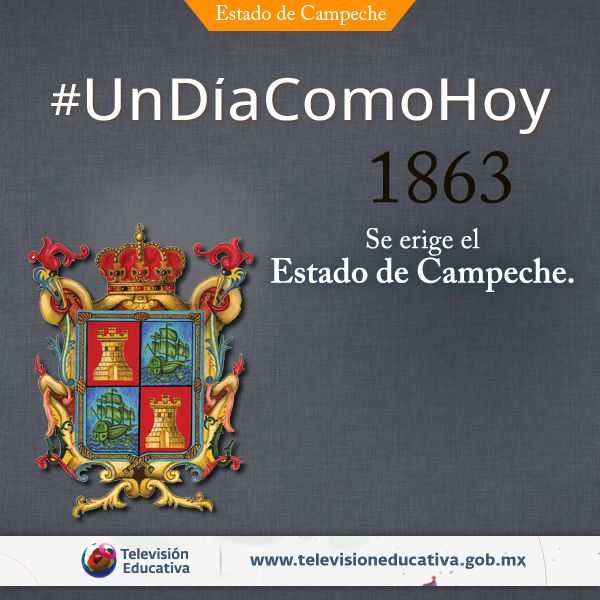 Estado de Campeche
#UnDíaComoHoy
1863
Se erige el
Estado de Campeche.
Televisión
Educativa
www.televisioneducativa.gob.mx